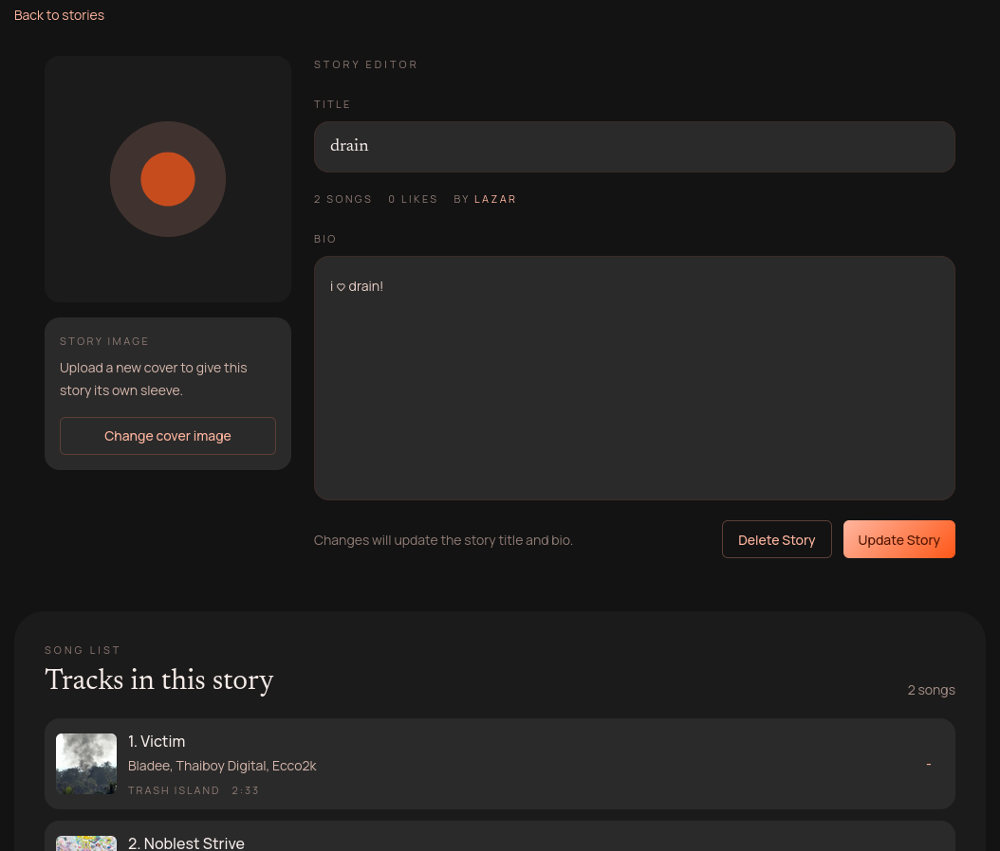 Back to stories
STORY EDITOR
TITLE
drain
2 SONGS 0 LIKES BY LAZAR
BIO
i ♡ drain!
STORY IMAGE
Upload a new cover to give this
story its own sleeve.
Change cover image
Changes will update the story title and bio.
Delete Story
Update Story
SONG LIST
Tracks in this story
2 songs
1. Victim
Bladee, Thaiboy Digital, Ecco2k
TRASH ISLAND 2:33
-
2. Noblest Strive